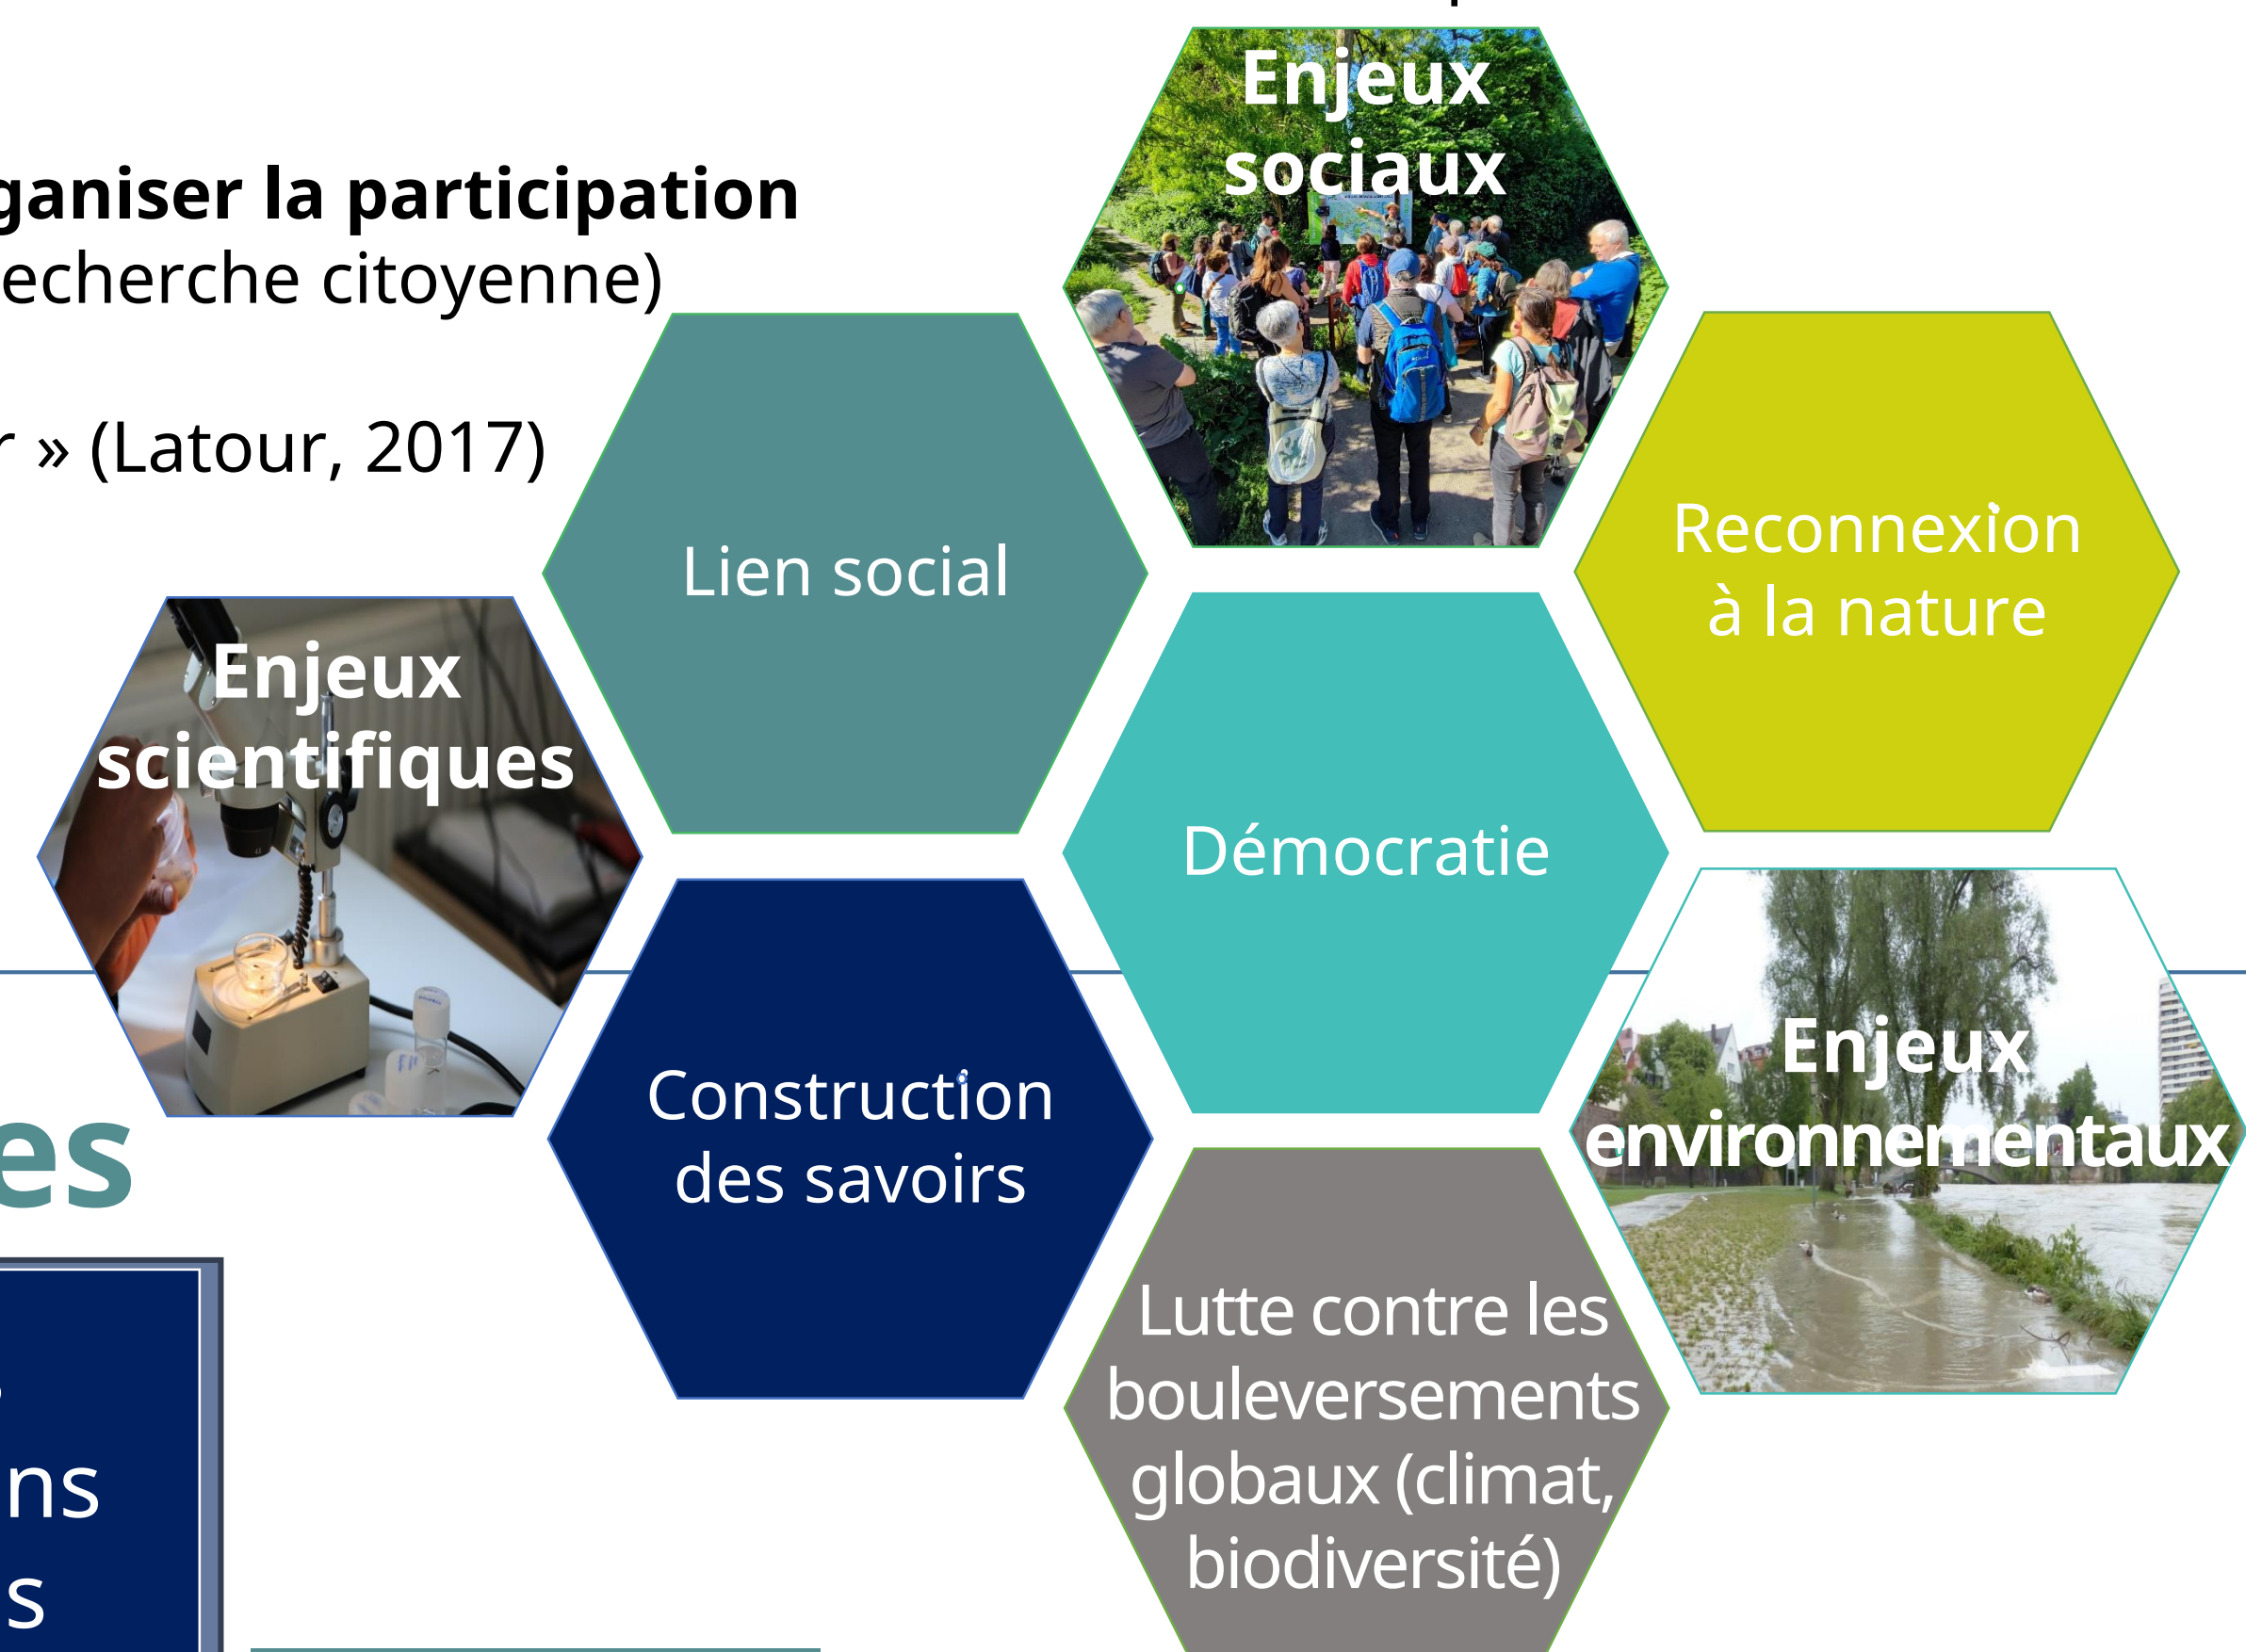 ganiser la participation
echerche citoyenne)
r » (Latour, 2017)
Enjeux
sociaux
Lien social
Reconnexion
à la nature
Enjeux
scientifiques
Démocratie
Construction
des savoirs
Enjeux
environnementaux
Lutte contre les
bouleversements
globaux (climat,
biodiversité)
es
ns
s